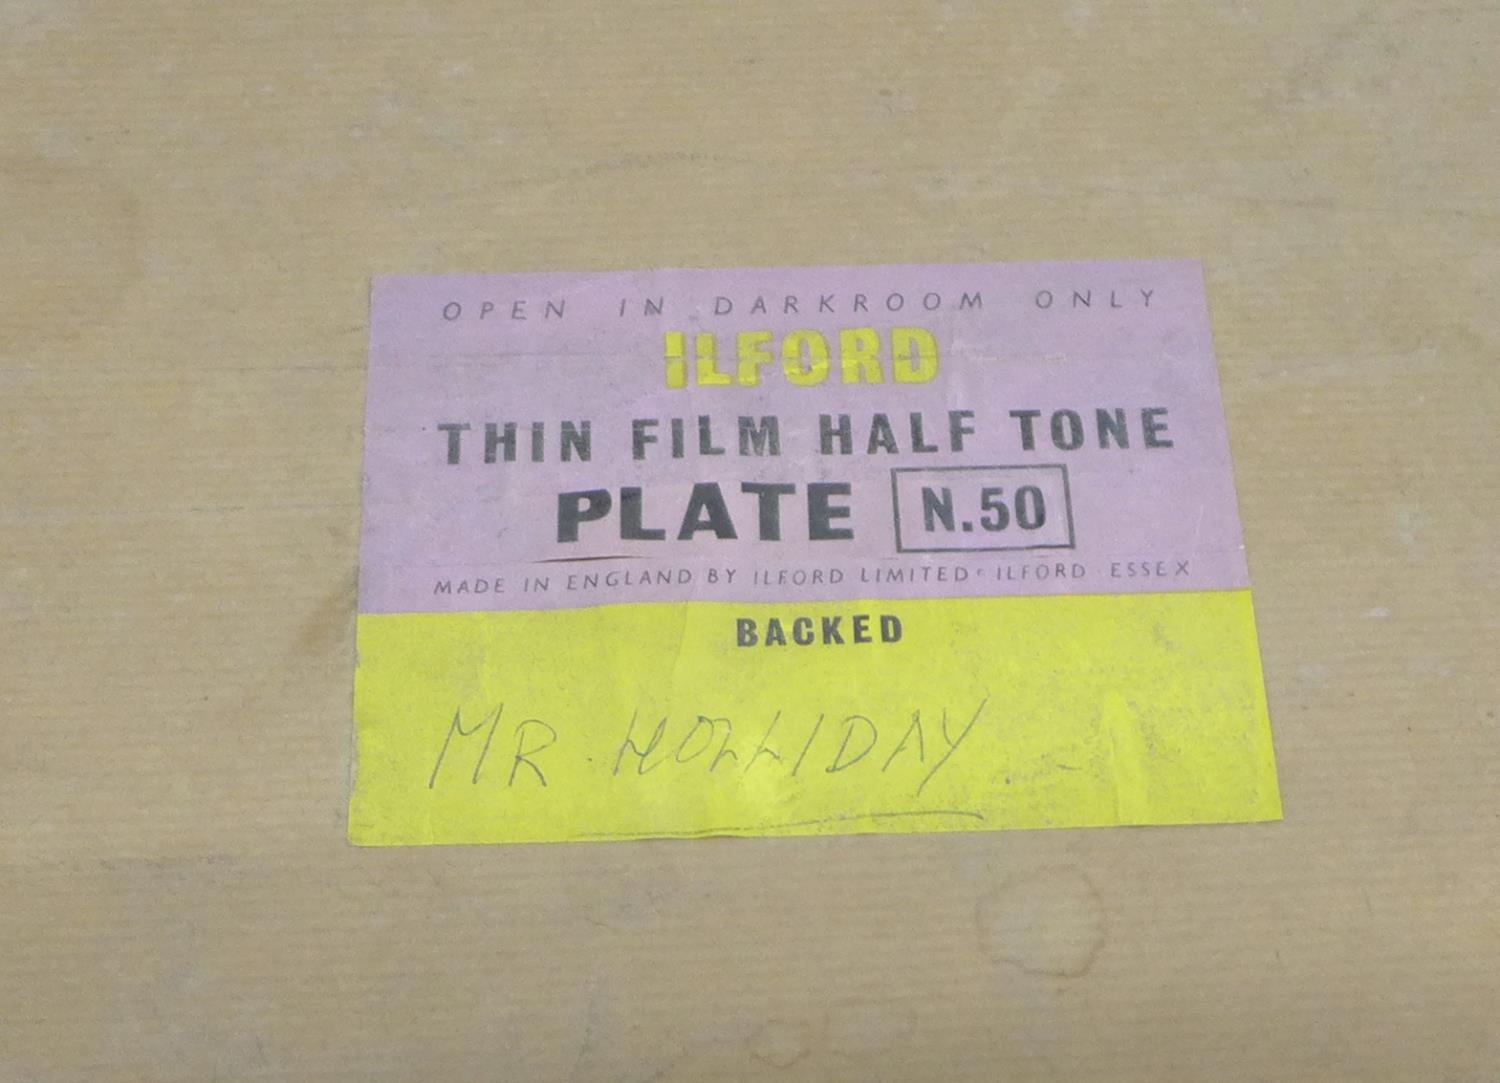 OPEN IN DARKROOM ONLY
ILFORD
THIN FILM HALF TONE
PLATE N.50
MADE IN ENGLAND BY ILFORD LIMITED · ILFORD · ESSEX
BACKED
MR. HOLLIDAY